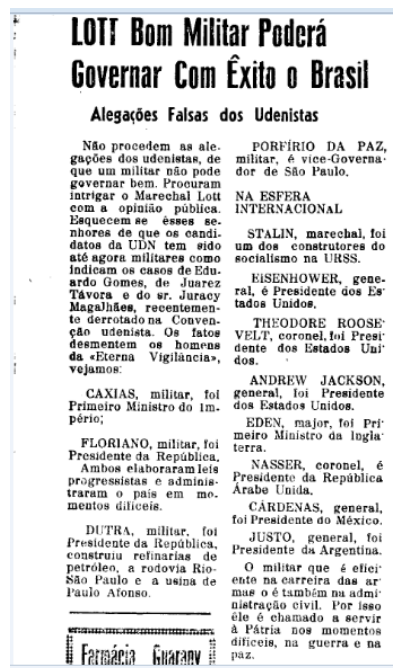 LOTT Bom Militar Poderá
Governar Com Êxito o Brasil
Alegações Falsas dos Udenistas
Não procedem as ale-
gações dos udenistas, de
que um militar não pode
governar bem. Procuram
intrigar o Marechal Lott
com a opinião pública.
Esquecem-se êsses se-
nhores de que os candi-
datos da UDN tem sido
até agora militares como
indicam os casos de Edu-
ardo Gomes, de Juarez
Távora e do sr. Juracy
Magalhães, recentemen-
te derrotado na Conven-
ção udenista. Os fatos
desmentem os homens
da «Eterna Vigilância»,
vejamos:
CAXIAS, militar, foi
Primeiro Ministro do Im-
pério;
FLORIANO, militar, foi
Presidente da República.
Ambos elaboraram leis
progressistas e adminis-
traram o país em mo-
mentos difíceis.
DUTRA, militar, foi
Presidente da República,
construiu refinarias de
petróleo, a rodovia Rio-
São Paulo e a usina de
Paulo Afonso.
Farmácia Guarany
PORFÍRIO DA PAZ,
militar, é vice-Governa-
dor de São Paulo.
NA ESFERA
INTERNACIONAL
STALIN, marechal, foi
um dos construtores do
socialismo na URSS.
EISENHOWER, gene-
ral, é Presidente dos Es-
tados Unidos.
THEODORE ROOSE-
VELT, coronel, foi Presi-
dente dos Estados Uni-
dos.
ANDREW JACKSON,
general, foi Presidente
dos Estados Unidos.
EDEN, major, foi Pri-
meiro Ministro da Ingla-
terra.
NASSER, coronel, é
Presidente da República
Árabe Unida.
CÁRDENAS, general,
foi Presidente do México.
JUSTO, general, foi
Presidente da Argentina.
O militar que é efici-
ente na carreira das ar-
mas o é também na admi-
nistração civil. Por isso
êle é chamado a servir
à Pátria nos momentos
difíceis, na guerra e na
paz.